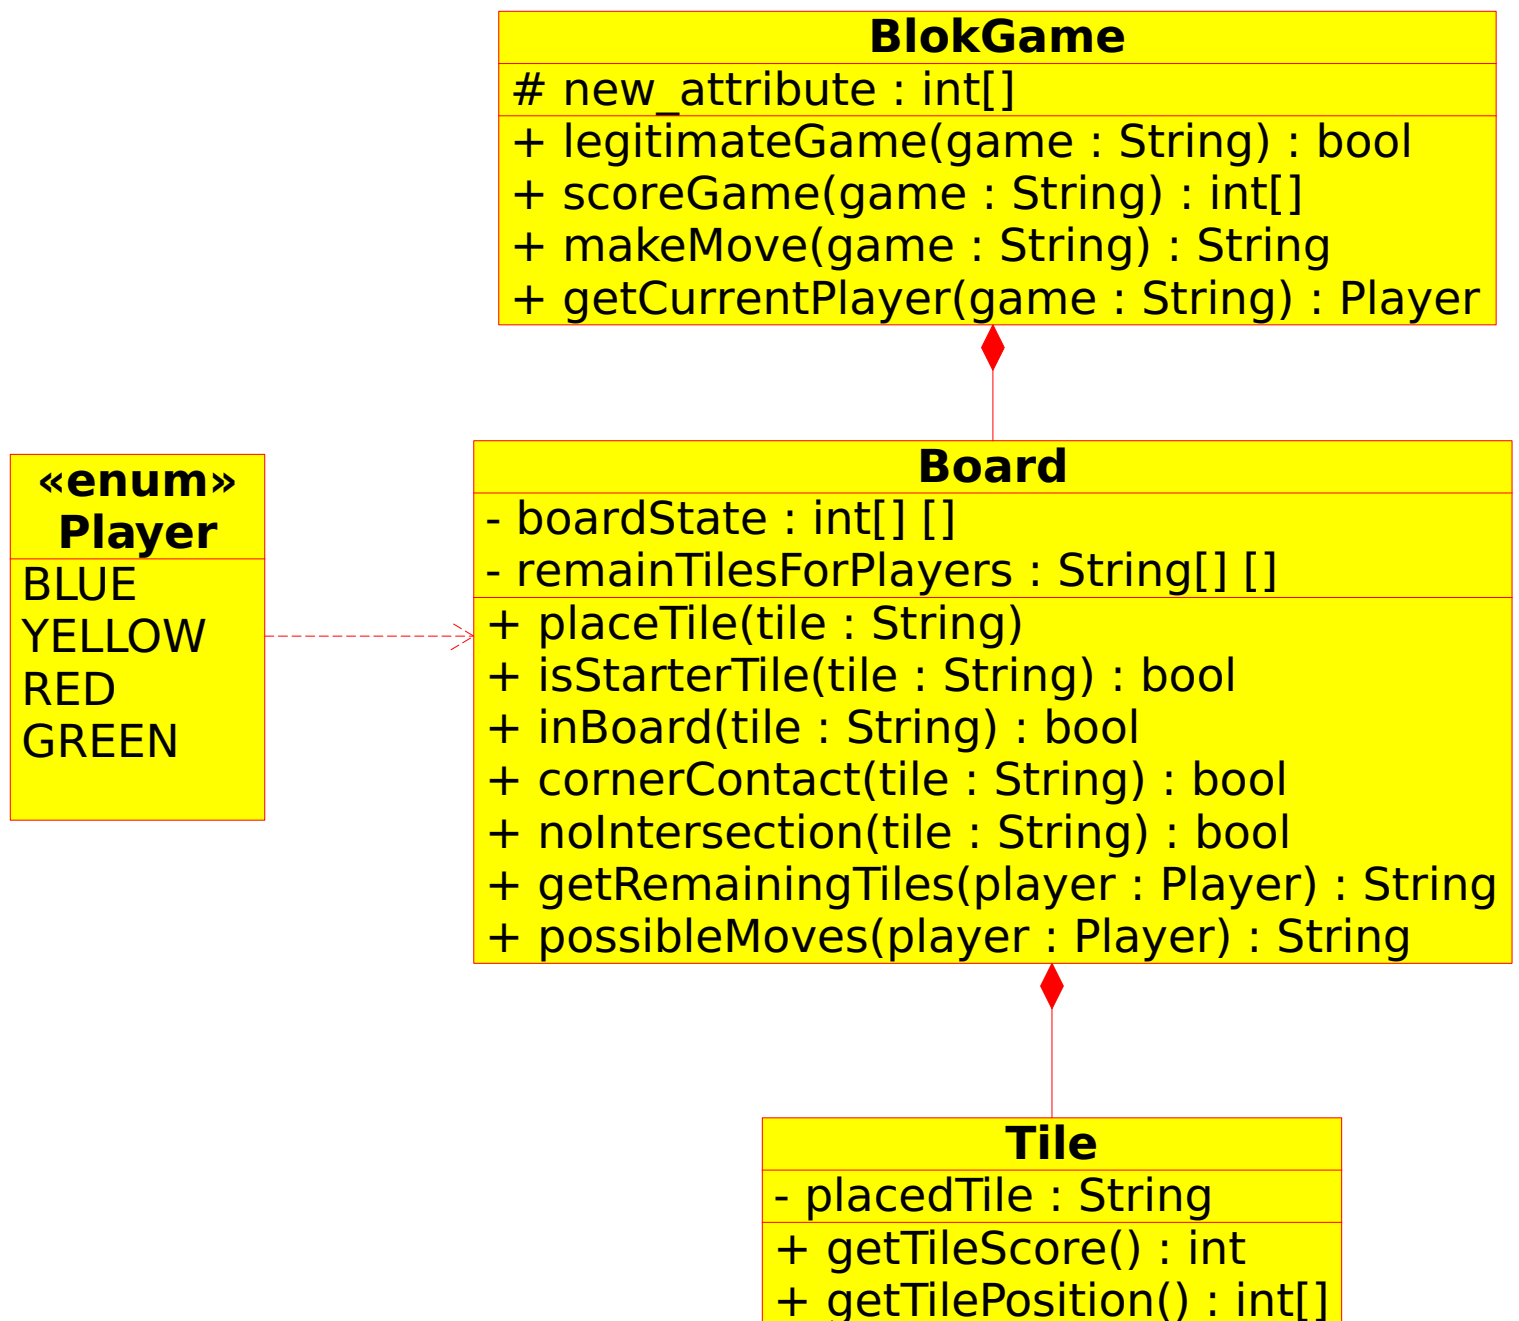 BlokGame
# new_attribute : int[]
+ legitimateGame(game : String) : bool
+ scoreGame(game : String) : int[]
+ makeMove(game : String) : String
+ getCurrentPlayer(game : String) : Player
«enum»
Player
BLUE
YELLOW
RED
GREEN
Board
- boardState : int[] []
- remainTilesForPlayers : String[] []
+ placeTile(tile : String)
+ isStarterTile(tile : String) : bool
+ inBoard(tile : String) : bool
+ cornerContact(tile : String) : bool
+ noIntersection(tile : String) : bool
+ getRemainingTiles(player : Player) : String
+ possibleMoves(player : Player) : String
Tile
- placedTile : String
+ getTileScore() : int
+ getTilePosition() : int[]